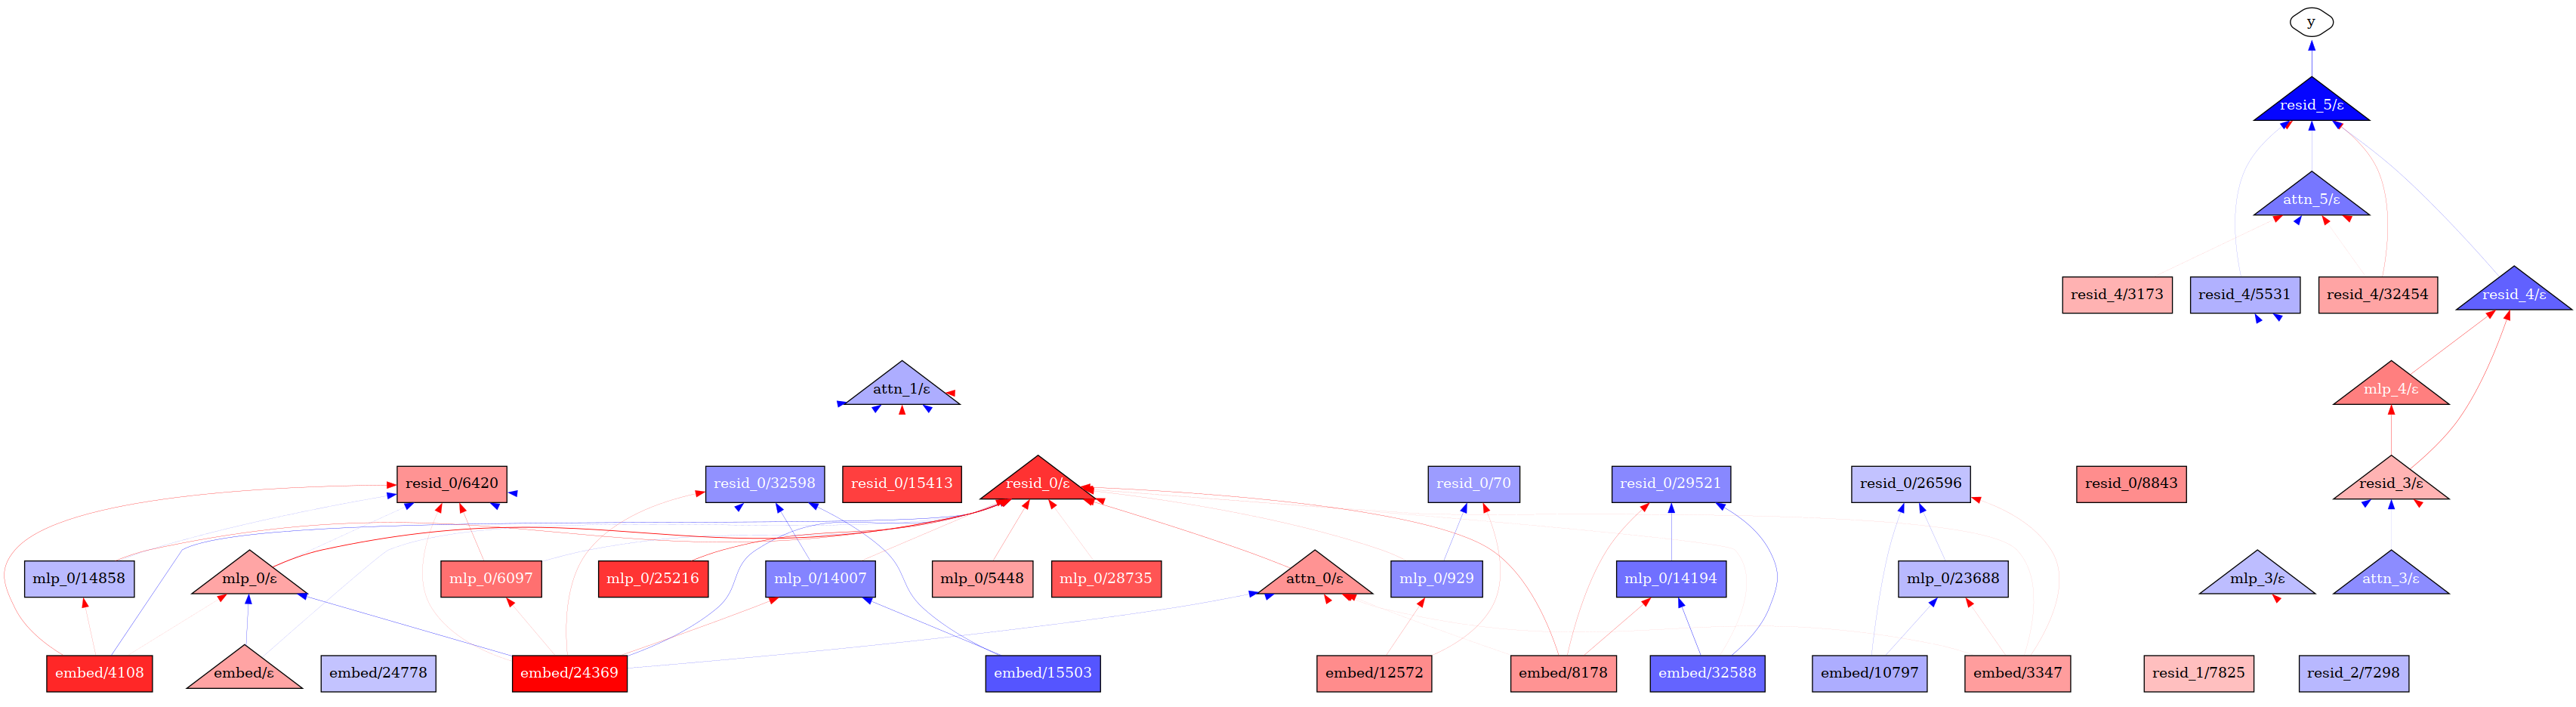 y
resid_5/ε
attn_5/ε
resid_4/3173
resid_4/5531
resid_4/32454
resid_4/ε
attn_1/ε
mlp_4/ε
resid_0/6420
resid_0/32598
resid_0/15413
resid_0/ε
resid_0/70
resid_0/29521
resid_0/26596
resid_0/8843
resid_3/ε
mlp_0/14858
mlp_0/ε
mlp_0/6097
mlp_0/25216
mlp_0/14007
mlp_0/5448
mlp_0/28735
attn_0/ε
mlp_0/929
mlp_0/14194
mlp_0/23688
mlp_3/ε
attn_3/ε
embed/4108
embed/ε
embed/24778
embed/24369
embed/15503
embed/12572
embed/8178
embed/32588
embed/10797
embed/3347
resid_1/7825
resid_2/7298